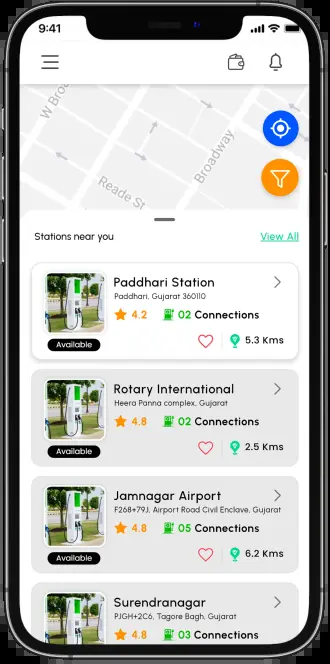 9:41
W Bro
Broadway
Reade St
Stations near you
View All
Paddhari Station
Paddhari, Gujarat 360110
4.2
02 Connections
Available
5.3 Kms
Rotary International
Heera Panna complex, Gujarat
4.8
02 Connections
Available
2.5 Kms
Jamnagar Airport
F268+79J, Airport Road Civil Enclave, Gujarat
4.8
05 Connections
Available
6.2 Kms
Surendranagar
PJGH+2C6, Tagore Bagh, Gujarat
4.8
03 Connections